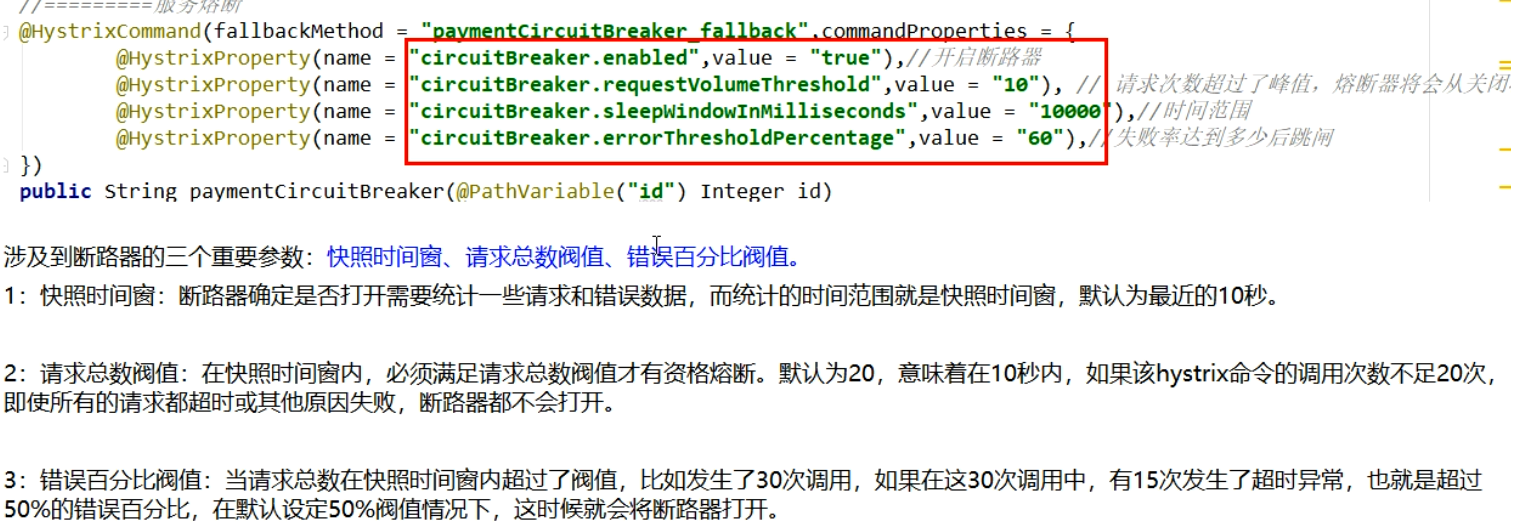 //=========服务熔断
@HystrixCommand(fallbackMethod = "paymentCircuitBreaker_fallback",commandProperties = {
@HystrixProperty(name = "circuitBreaker.enabled",value = "true"),//开启断路器
@HystrixProperty(name = "circuitBreaker.requestVolumeThreshold",value = "10"), // 请求次数超过了峰值，熔断器将会从关闭
@HystrixProperty(name = "circuitBreaker.sleepWindowInMilliseconds",value = "10000"),//时间范围
@HystrixProperty(name = "circuitBreaker.errorThresholdPercentage",value = "60"),//失败率达到多少后跳闸
})
public String paymentCircuitBreaker(@PathVariable("id") Integer id)
涉及到断路器的三个重要参数：快照时间窗、请求总数阀值、错误百分比阀值。
1：快照时间窗：断路器确定是否打开需要统计一些请求和错误数据，而统计的时间范围就是快照时间窗，默认为最近的10秒。
2：请求总数阀值：在快照时间窗内，必须满足请求总数阀值才有资格熔断。默认为20，意味着在10秒内，如果该hystrix命令的调用次数不足20次，
即使所有的请求都超时或其他原因失败，断路器都不会打开。
3：错误百分比阀值：当请求总数在快照时间窗内超过了阀值，比如发生了30次调用，如果在这30次调用中，有15次发生了超时异常，也就是超过
50%的错误百分比，在默认设定50%阀值情况下，这时候就会将断路器打开。